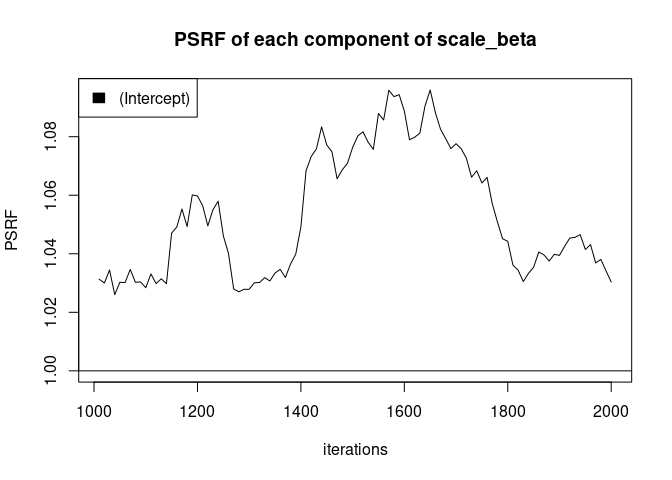 PSRF of each component of scale_beta
(Intercept)
PSRF
1.08
1.06
1.04
1.02
1.00
1000 1200 1400 1600 1800 2000
iterations